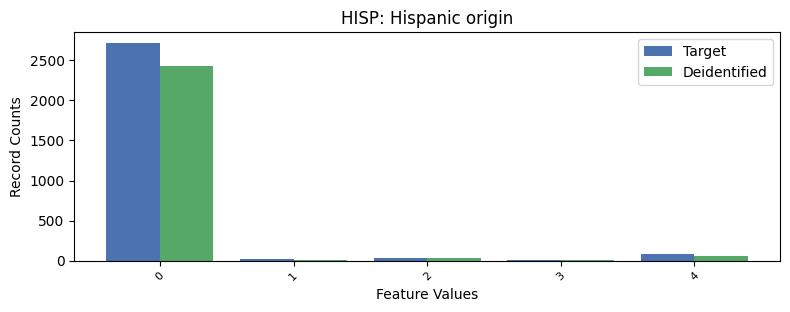 HISP: Hispanic origin
Target
Deidentified
Record Counts
2500
2000
1500
1000
500
0
0
1
2
3
4
Feature Values